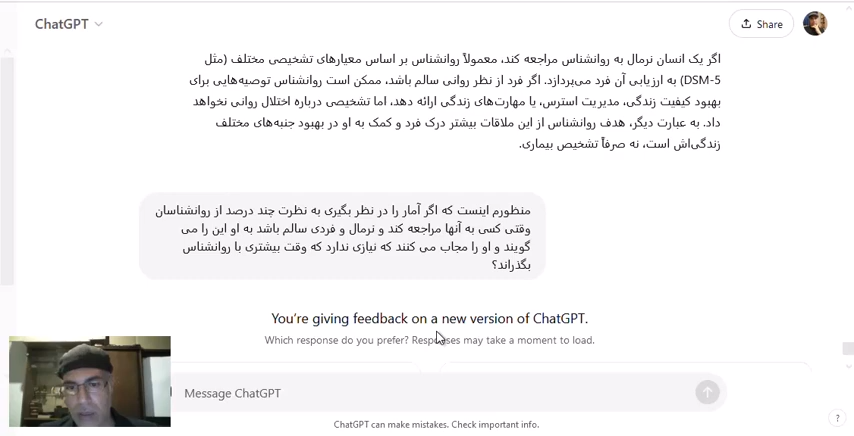 ChatGPT
Share
اگر یک انسان نرمال به روانشناس مراجعه کند، معمولاً روانشناس بر اساس معیارهای تشخیصی مختلف (مثل
DSM-5) به ارزیابی آن فرد می‌پردازد. اگر فرد از نظر روانی سالم باشد، ممکن است روانشناس توصیه‌هایی برای
بهبود کیفیت زندگی، مدیریت استرس، یا مهارت‌های زندگی ارائه دهد، اما تشخیصی درباره اختلال روانی نخواهد
داد. به عبارت دیگر، هدف روانشناس از این ملاقات بیشتر درک فرد و کمک به او در بهبود جنبه‌های مختلف
زندگی‌اش است، نه صرفاً تشخیص بیماری.
منظورم اینست که اگر آمار را در نظر بگیری به نظرت چند درصد از روانشناسان
وقتی کسی به آنها مراجعه کند و نرمال و فردی سالم باشد به او این را می
گویند و او را مجاب می کنند که نیازی ندارد که وقت بیشتری با روانشناس
بگذراند؟
You're giving feedback on a new version of ChatGPT.
Which response do you prefer? Responses may take a moment to load.
Message ChatGPT
ChatGPT can make mistakes. Check important info.
?